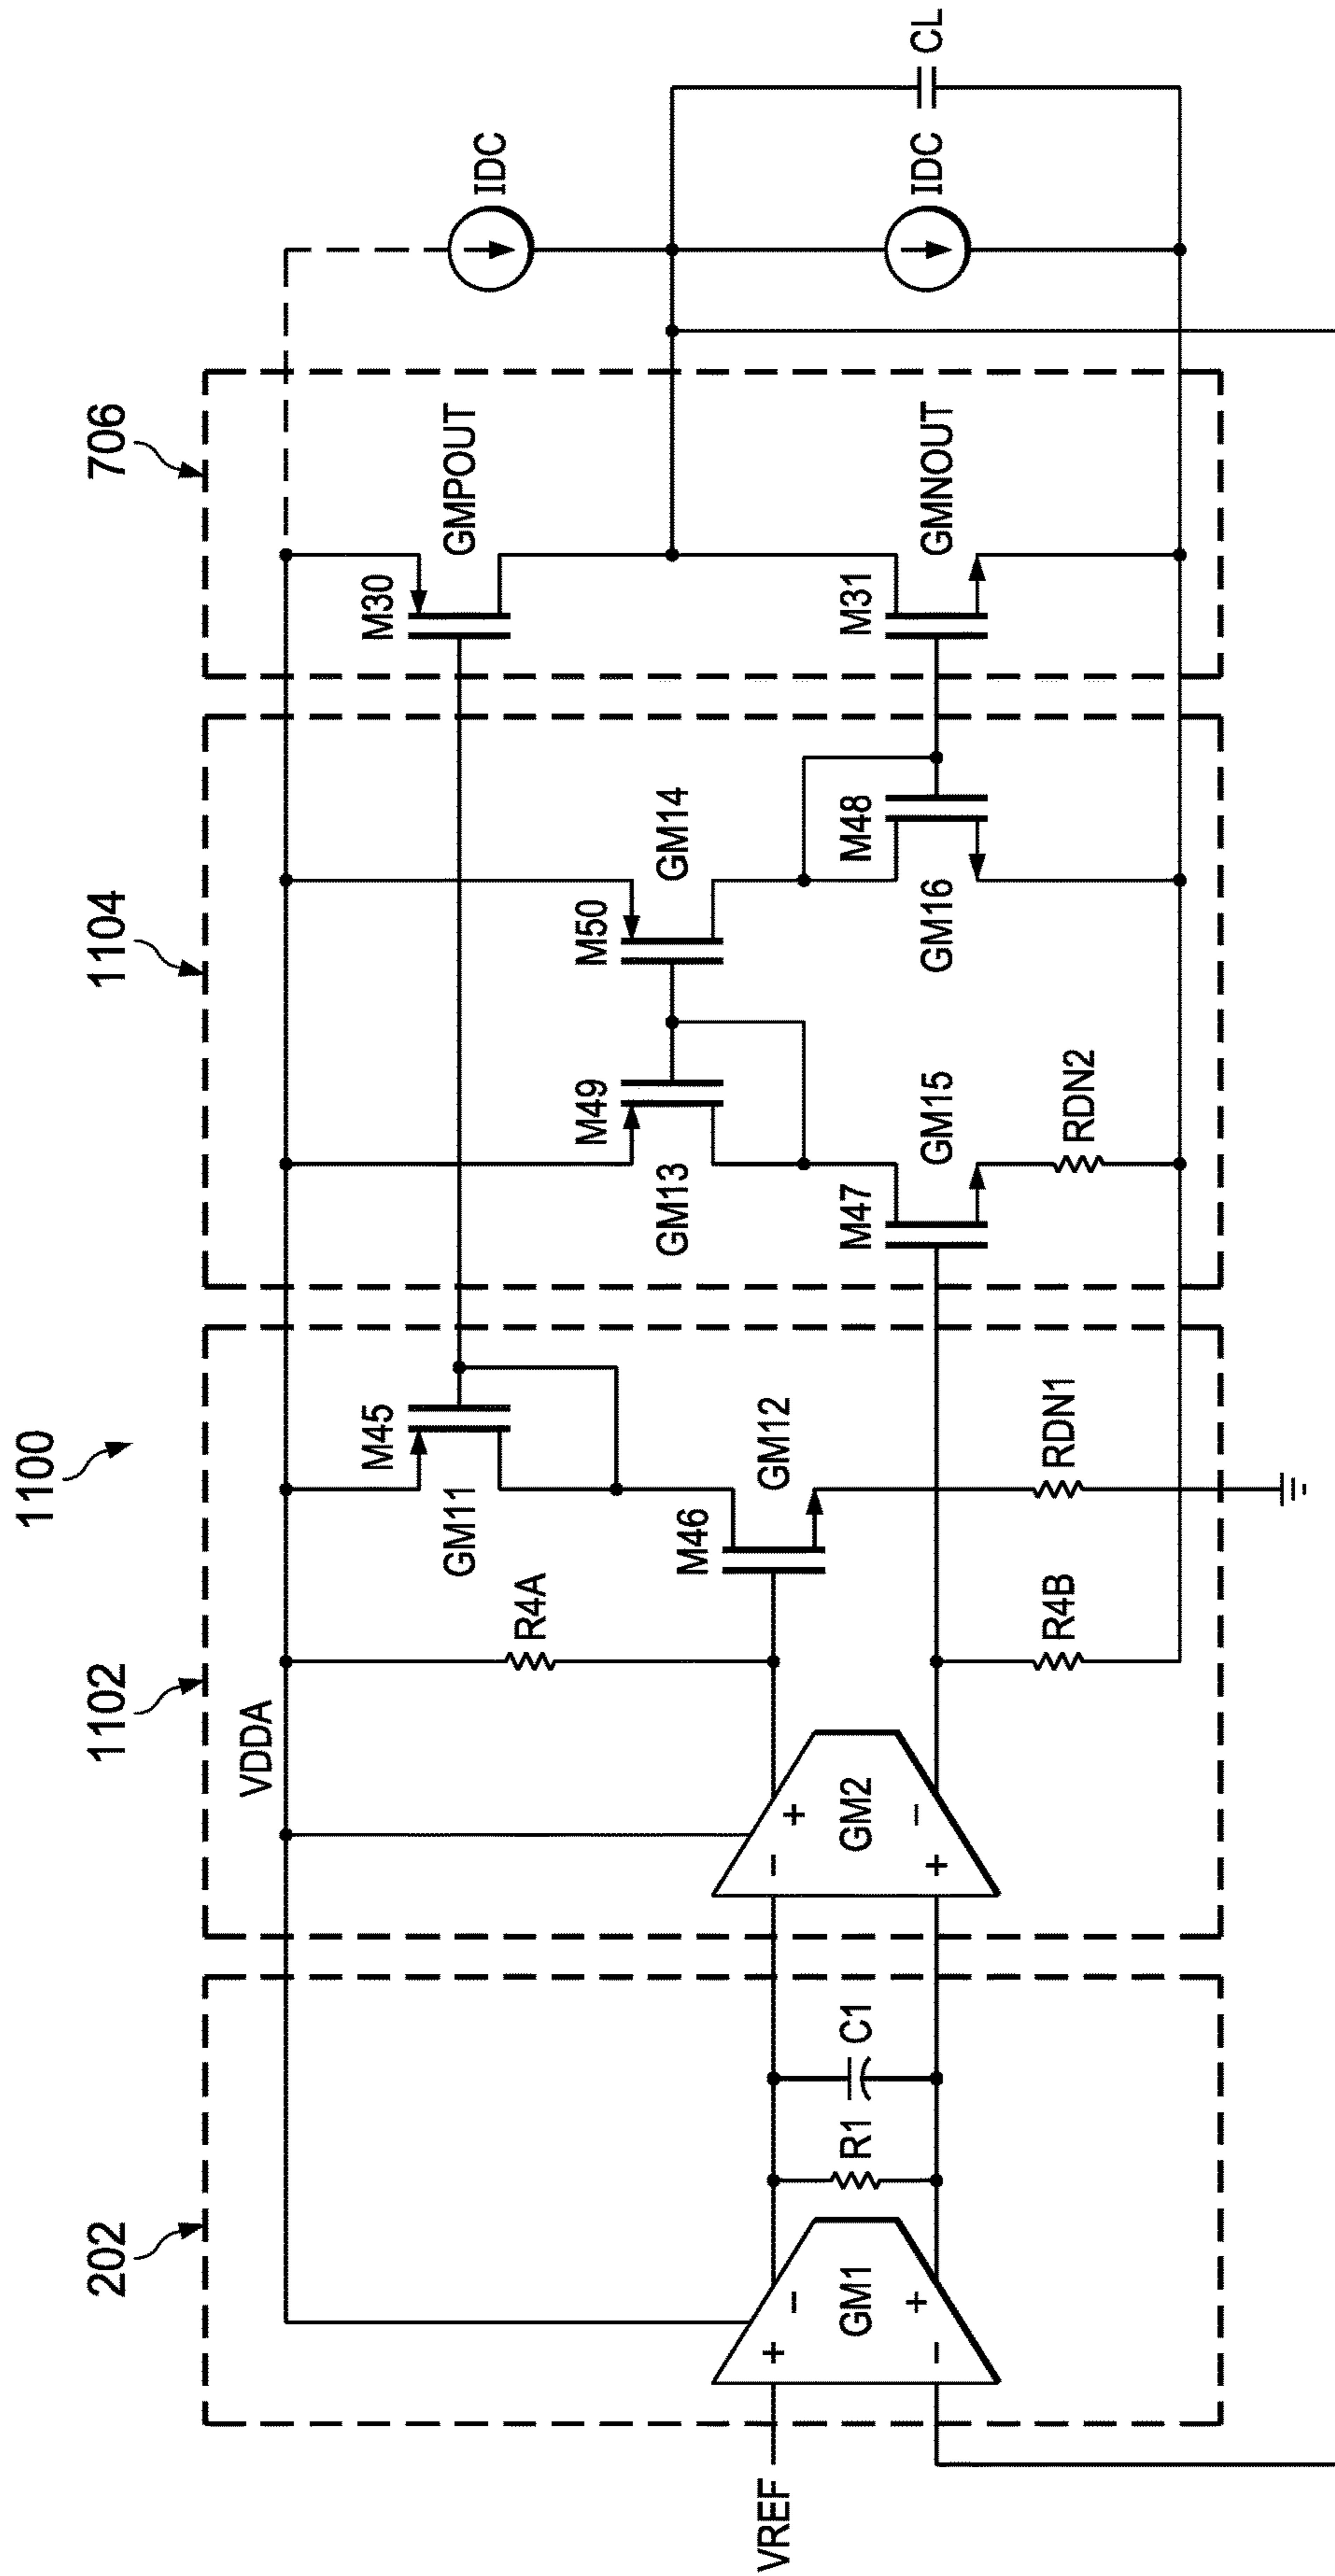 1100
202
1102
1104
706
VDDA
VREF
+
−
GM1
−
+
R1
C1
−
+
GM2
+
−
R4A
R4B
M45
GM11
M46
GM12
RDN1
M49
GM13
M47
GM15
RDN2
M50
GM14
M48
GM16
M30
GMPOUT
M31
GMNOUT
IDC
IDC
CL